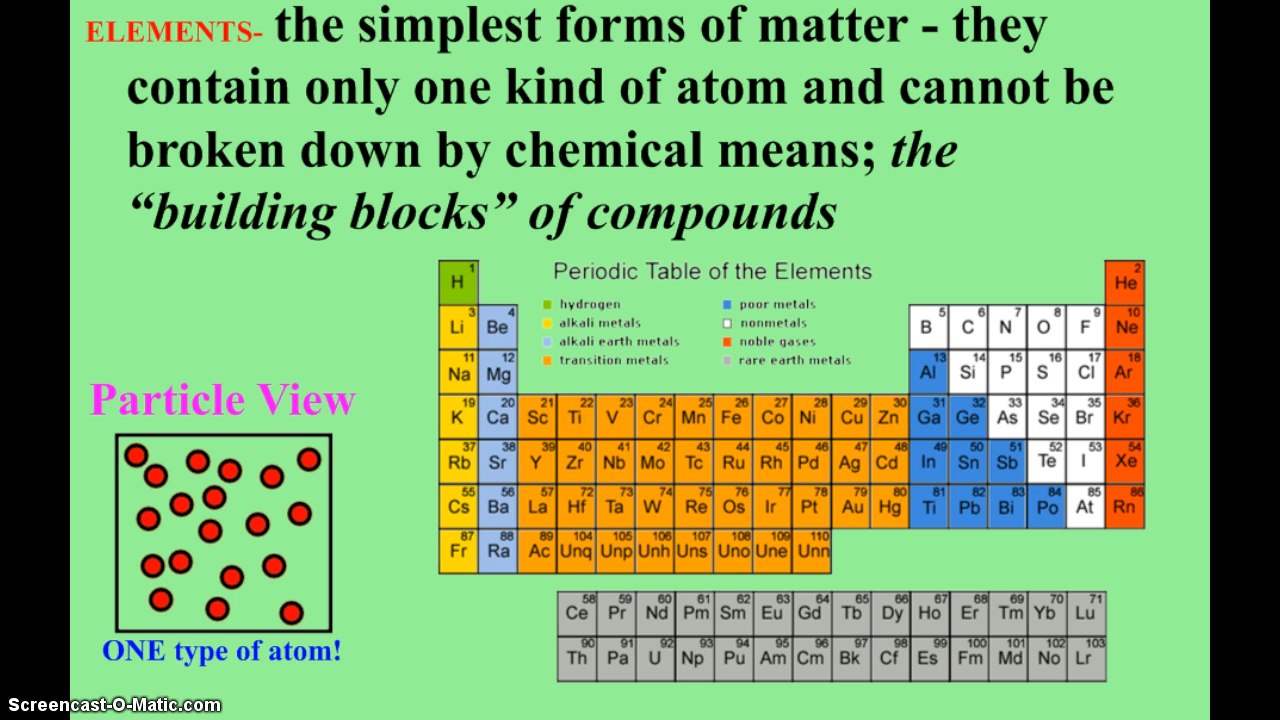 ELEMENTS- the simplest forms of matter - they
contain only one kind of atom and cannot be
broken down by chemical means; the
“building blocks” of compounds
Periodic Table of the Elements
hydrogen poor metals
alkali metals nonmetals
alkali earth metals noble gases
transition metals rare earth metals
H 1 He 2
Li 3 Be 4 B 5 C 6 N 7 O 8 F 9 Ne 10
Na 11 Mg 12 Al 13 Si 14 P 15 S 16 Cl 17 Ar 18
K 19 Ca 20 Sc 21 Ti 22 V 23 Cr 24 Mn 25 Fe 26 Co 27 Ni 28 Cu 29 Zn 30 Ga 31 Ge 32 As 33 Se 34 Br 35 Kr 36
Rb 37 Sr 38 Y 39 Zr 40 Nb 41 Mo 42 Tc 43 Ru 44 Rh 45 Pd 46 Ag 47 Cd 48 In 49 Sn 50 Sb 51 Te 52 I 53 Xe 54
Cs 55 Ba 56 La 57 Hf 72 Ta 73 W 74 Re 75 Os 76 Ir 77 Pt 78 Au 79 Hg 80 Ti 81 Pb 82 Bi 83 Po 84 At 85 Rn 86
Fr 87 Ra 88 Ac 89 Unq 104 Unp 105 Unh 106 Uns 107 Uno 108 Une 109 Unn 110
Ce 58 Pr 59 Nd 60 Pm 61 Sm 62 Eu 63 Gd 64 Tb 65 Dy 66 Ho 67 Er 68 Tm 69 Yb 70 Lu 71
Th 90 Pa 91 U 92 Np 93 Pu 94 Am 95 Cm 96 Bk 97 Cf 98 Es 99 Fm 100 Md 101 No 102 Lr 103
Particle View
ONE type of atom!
Screencast-O-Matic.com